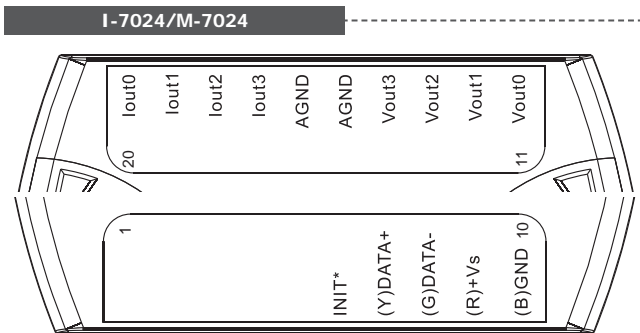 I-7024/M-7024
Iout0
Iout1
Iout2
Iout3
AGND
AGND
Vout3
Vout2
Vout1
Vout0
20
11
1
INIT*
(Y)DATA+
(G)DATA-
(R)+Vs
(B)GND
10